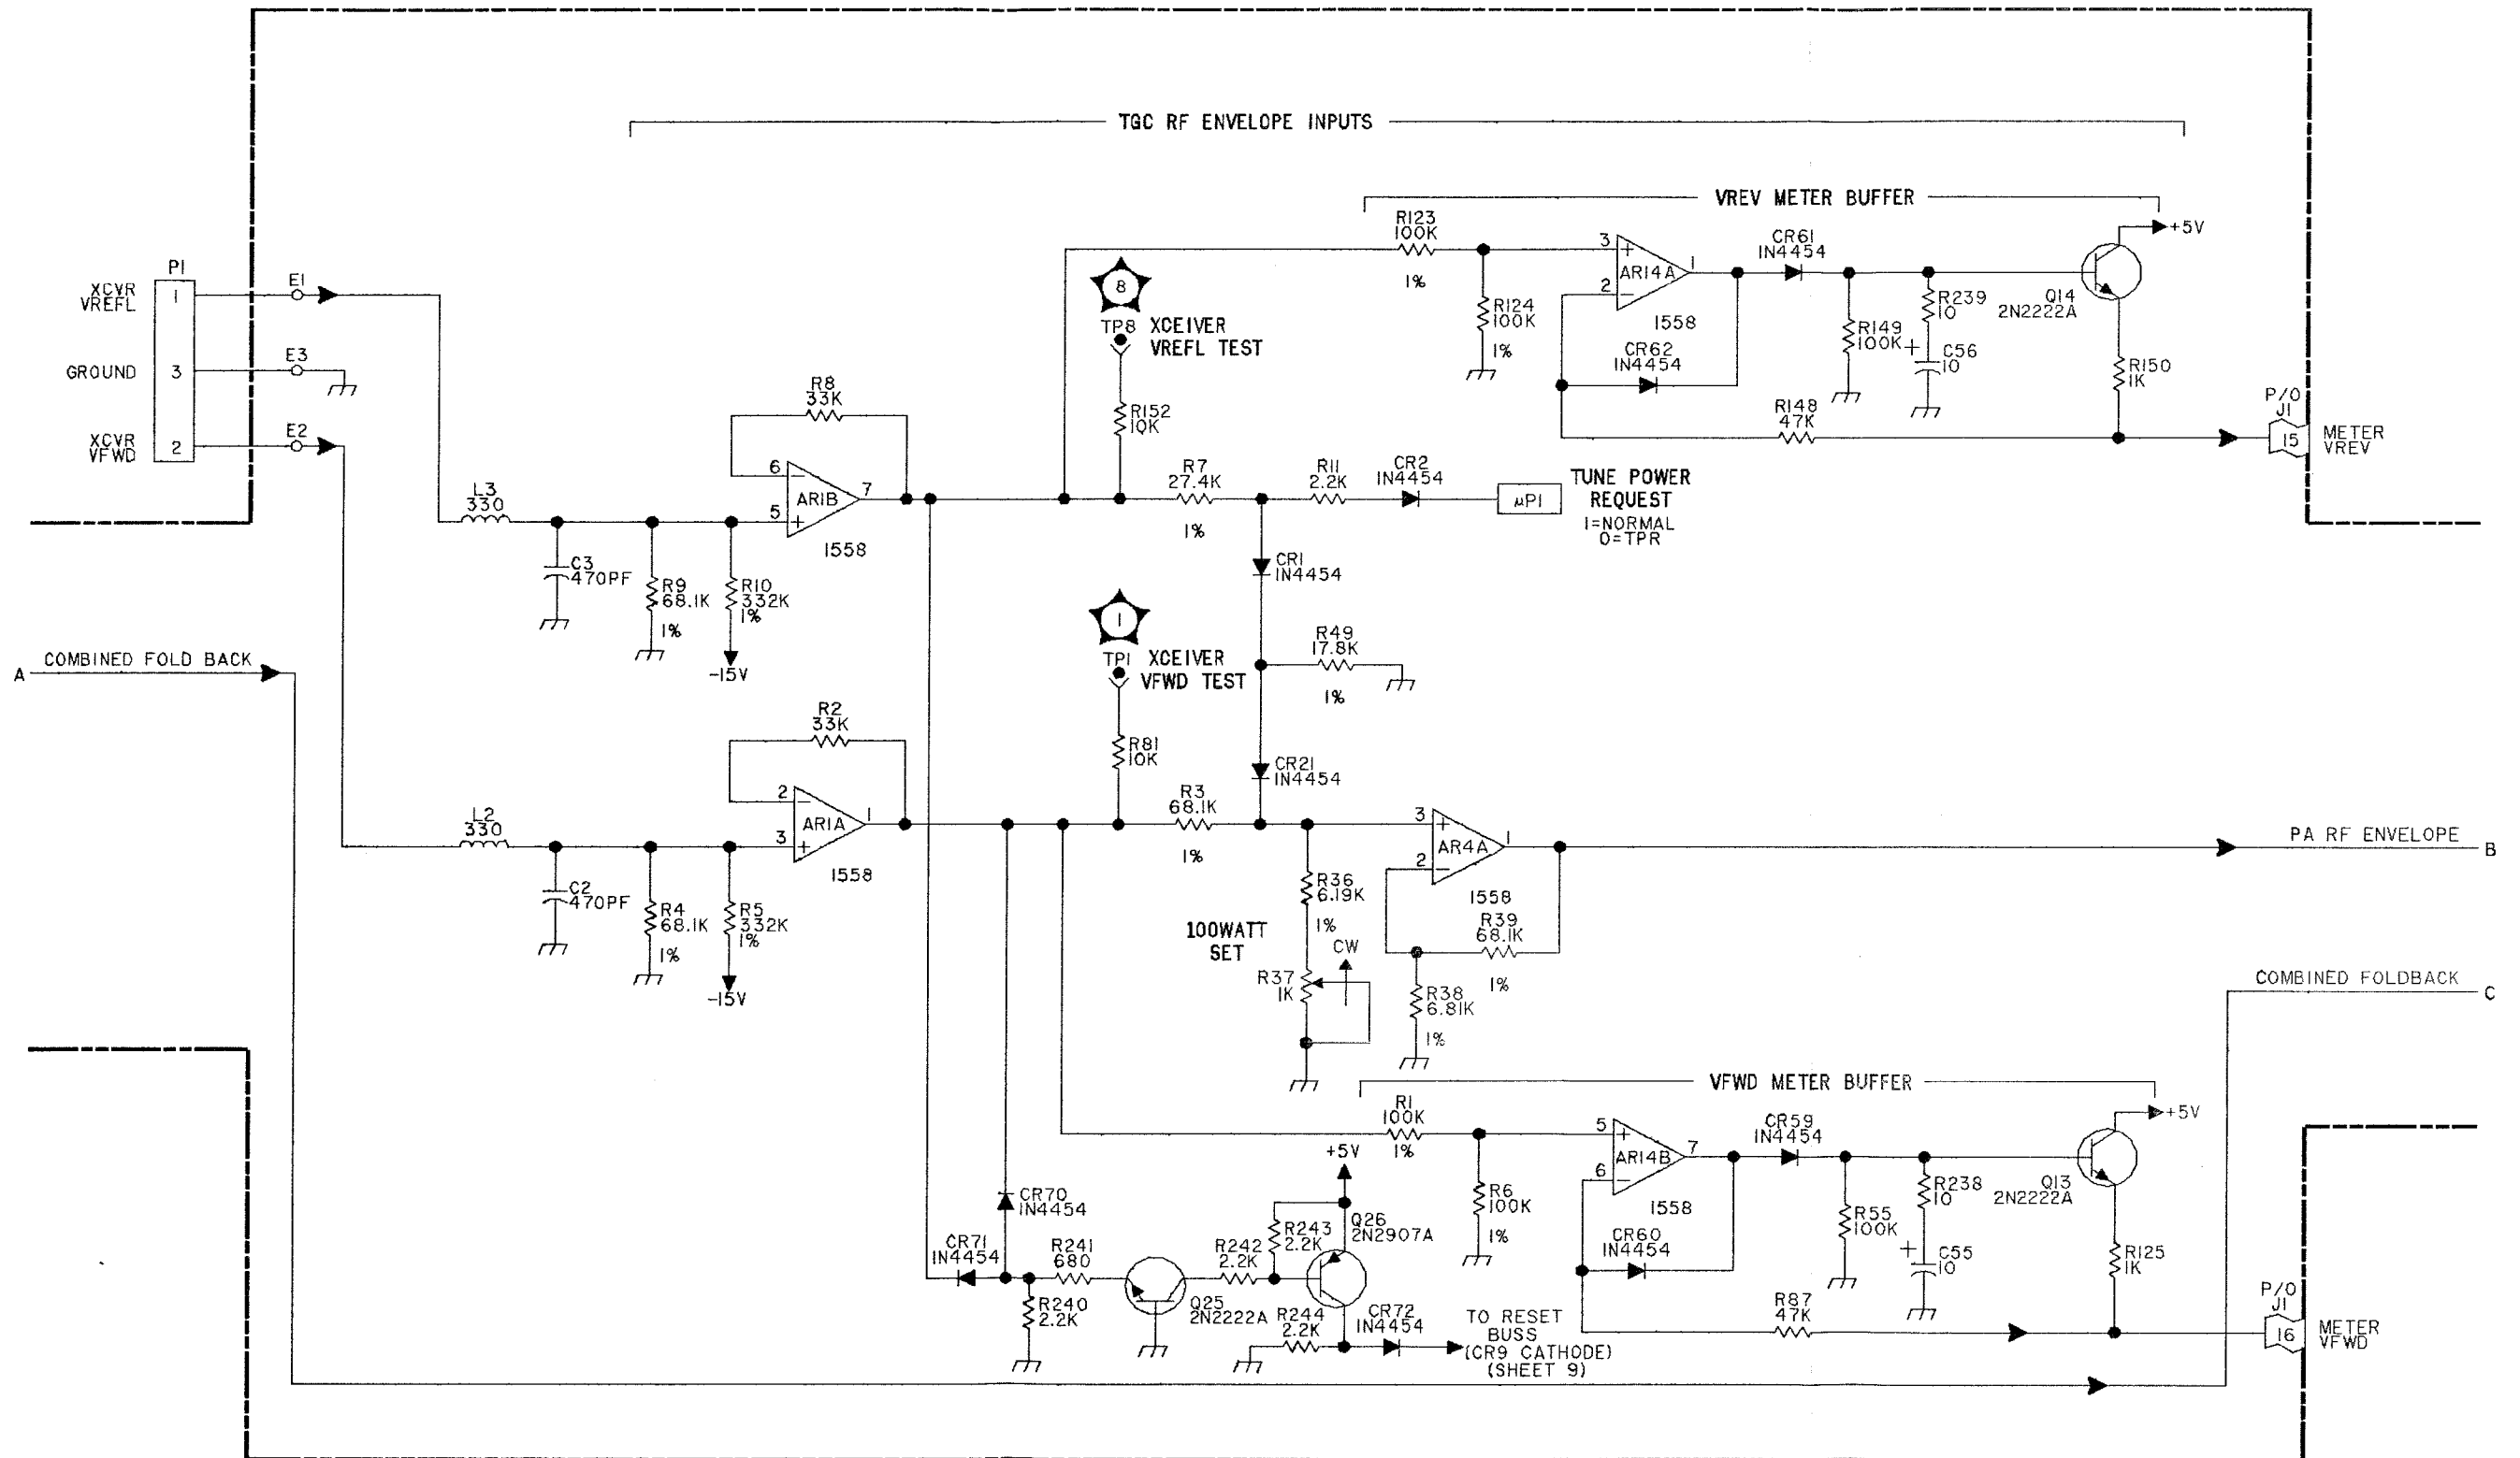 TGC RF ENVELOPE INPUTS
VREV METER BUFFER
P1
XCVR
VREFL
1
E1
GROUND
3
E3
XCVR
VFWD
2
E2
L3
330
C3
470PF
R9
68.1K
1%
R10
332K
1%
-15V
R8
33K
6
5
AR1B
7
1558
8
TP8
XCEIVER
VREFL TEST
R152
10K
R123
100K
1%
R124
100K
1%
3
2
AR14A
1
1558
CR61
1N4454
CR62
1N4454
R149
100K
R239
10
+
C56
10
Q14
2N2222A
+5V
R150
1K
R148
47K
P/O
J1
15
METER
VREV
R7
27.4K
1%
R11
2.2K
CR2
1N4454
µP1
TUNE POWER
REQUEST
1=NORMAL
0=TPR
CR1
1N4454
R49
17.8K
1%
CR21
1N4454
A
COMBINED FOLD BACK
1
TP1
XCEIVER
VFWD TEST
R81
10K
L2
330
C2
470PF
R4
68.1K
1%
R5
332K
1%
-15V
R2
33K
2
3
AR1A
1
1558
R3
68.1K
1%
R36
6.19K
1%
100WATT
SET
CW
R37
1K
3
2
AR4A
1
1558
R39
68.1K
1%
R38
6.81K
1%
PA RF ENVELOPE
B
COMBINED FOLDBACK
C
VFWD METER BUFFER
R1
100K
1%
R6
100K
1%
5
6
AR14B
7
1558
CR59
1N4454
CR60
1N4454
R55
100K
R238
10
+
C55
10
Q13
2N2222A
+5V
R125
1K
R87
47K
P/O
J1
16
METER
VFWD
CR70
1N4454
CR71
1N4454
R241
680
R240
2.2K
Q25
2N2222A
R242
2.2K
R243
2.2K
+5V
Q26
2N2907A
R244
2.2K
CR72
1N4454
TO RESET
BUSS
(CR9 CATHODE)
(SHEET 9)